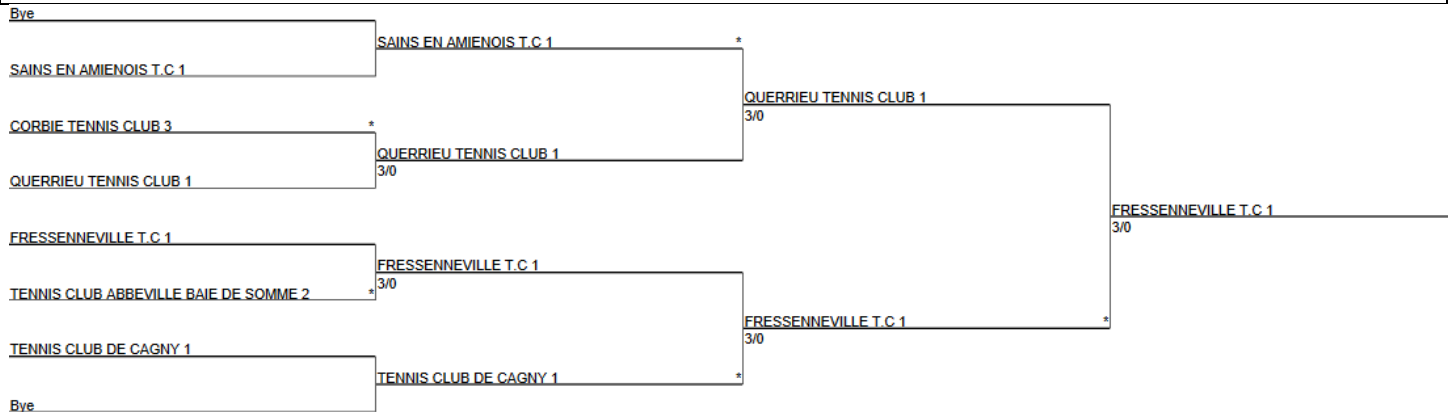 Bye
SAINS EN AMIENOIS T.C 1 *
SAINS EN AMIENOIS T.C 1
QUERRIEU TENNIS CLUB 1
3/0
CORBIE TENNIS CLUB 3 *
QUERRIEU TENNIS CLUB 1
3/0
QUERRIEU TENNIS CLUB 1
FRESSENNEVILLE T.C 1
3/0
FRESSENNEVILLE T.C 1
FRESSENNEVILLE T.C 1
3/0
TENNIS CLUB ABBEVILLE BAIE DE SOMME 2 *
FRESSENNEVILLE T.C 1 *
3/0
TENNIS CLUB DE CAGNY 1
TENNIS CLUB DE CAGNY 1 *
Bye